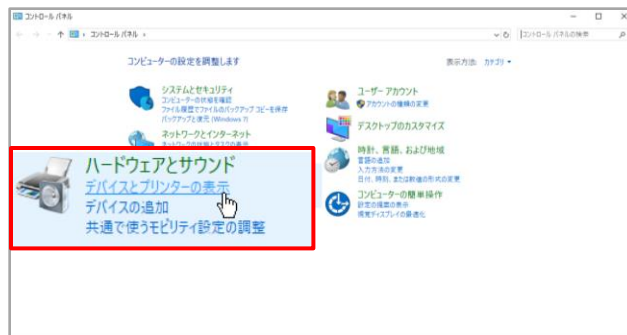 コントロール パネル
コントロール パネル
コントロール パネルの検索
コンピューターの設定を調整します
表示方法: カテゴリ
システムとセキュリティ
コンピューターの状態を確認
ファイル履歴でファイルのバックアップ コピーを保存
バックアップと復元 (Windows 7)
ネットワークとインターネット
ハードウェアとサウンド
デバイスとプリンターの表示
デバイスの追加
共通で使うモビリティ設定の調整
ユーザー アカウント
アカウントの種類の変更
デスクトップのカスタマイズ
時計、言語、および地域
言語の追加
入力方法の変更
日付、時刻、または数値の形式の変更
コンピューターの簡単操作
設定の提案の表示
視覚ディスプレイの最適化